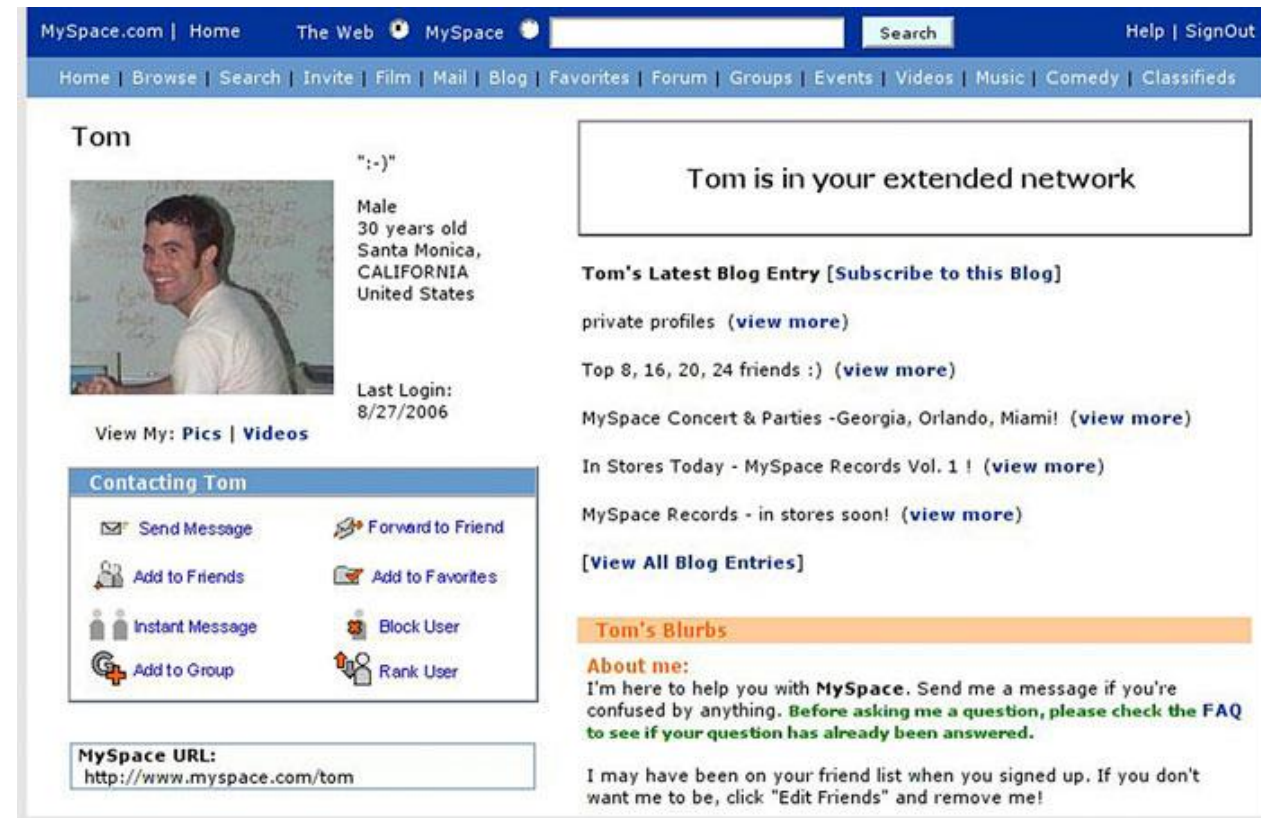 MySpace.com | Home The Web MySpace Search Help | SignOut
Home | Browse | Search | Invite | Film | Mail | Blog | Favorites | Forum | Groups | Events | Videos | Music | Comedy | Classifieds
Tom
":-)"
Male
30 years old
Santa Monica,
CALIFORNIA
United States
Last Login:
8/27/2006
View My: Pics | Videos
Contacting Tom
Send Message Forward to Friend
Add to Friends Add to Favorites
Instant Message Block User
Add to Group Rank User
MySpace URL:
http://www.myspace.com/tom
Tom is in your extended network
Tom's Latest Blog Entry [Subscribe to this Blog]
private profiles (view more)
Top 8, 16, 20, 24 friends :) (view more)
MySpace Concert & Parties -Georgia, Orlando, Miami! (view more)
In Stores Today - MySpace Records Vol. 1 ! (view more)
MySpace Records - in stores soon! (view more)
[View All Blog Entries]
Tom's Blurbs
About me:
I'm here to help you with MySpace. Send me a message if you're
confused by anything. Before asking me a question, please check the FAQ
to see if your question has already been answered.
I may have been on your friend list when you signed up. If you don't
want me to be, click "Edit Friends" and remove me!